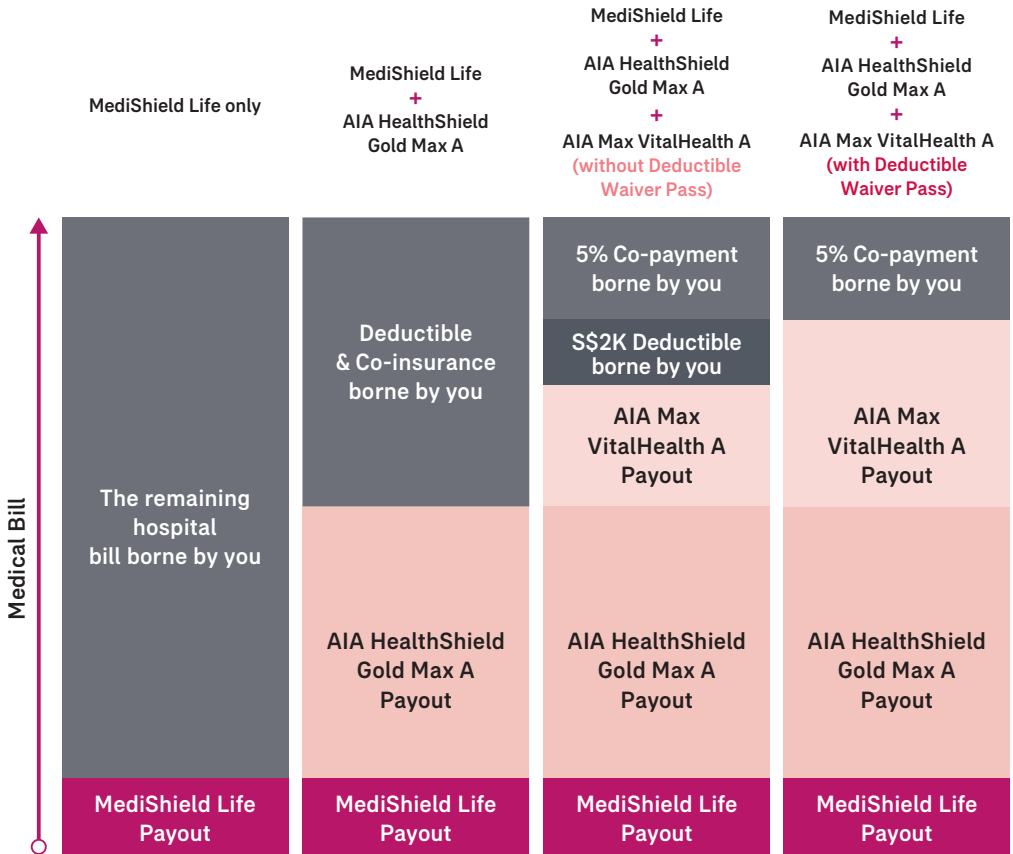 MediShield Life only
MediShield Life
+
AIA HealthShield
Gold Max A
MediShield Life
+
AIA HealthShield
Gold Max A
+
AIA Max VitalHealth A
(without Deductible
Waiver Pass)
MediShield Life
+
AIA HealthShield
Gold Max A
+
AIA Max VitalHealth A
(with Deductible
Waiver Pass)
Medical Bill
The remaining
hospital
bill borne by you
MediShield Life
Payout
Deductible
& Co-insurance
borne by you
AIA HealthShield
Gold Max A
Payout
MediShield Life
Payout
5% Co-payment
borne by you
S$2K Deductible
borne by you
AIA Max
VitalHealth A
Payout
AIA HealthShield
Gold Max A
Payout
MediShield Life
Payout
5% Co-payment
borne by you
AIA Max
VitalHealth A
Payout
AIA HealthShield
Gold Max A
Payout
MediShield Life
Payout